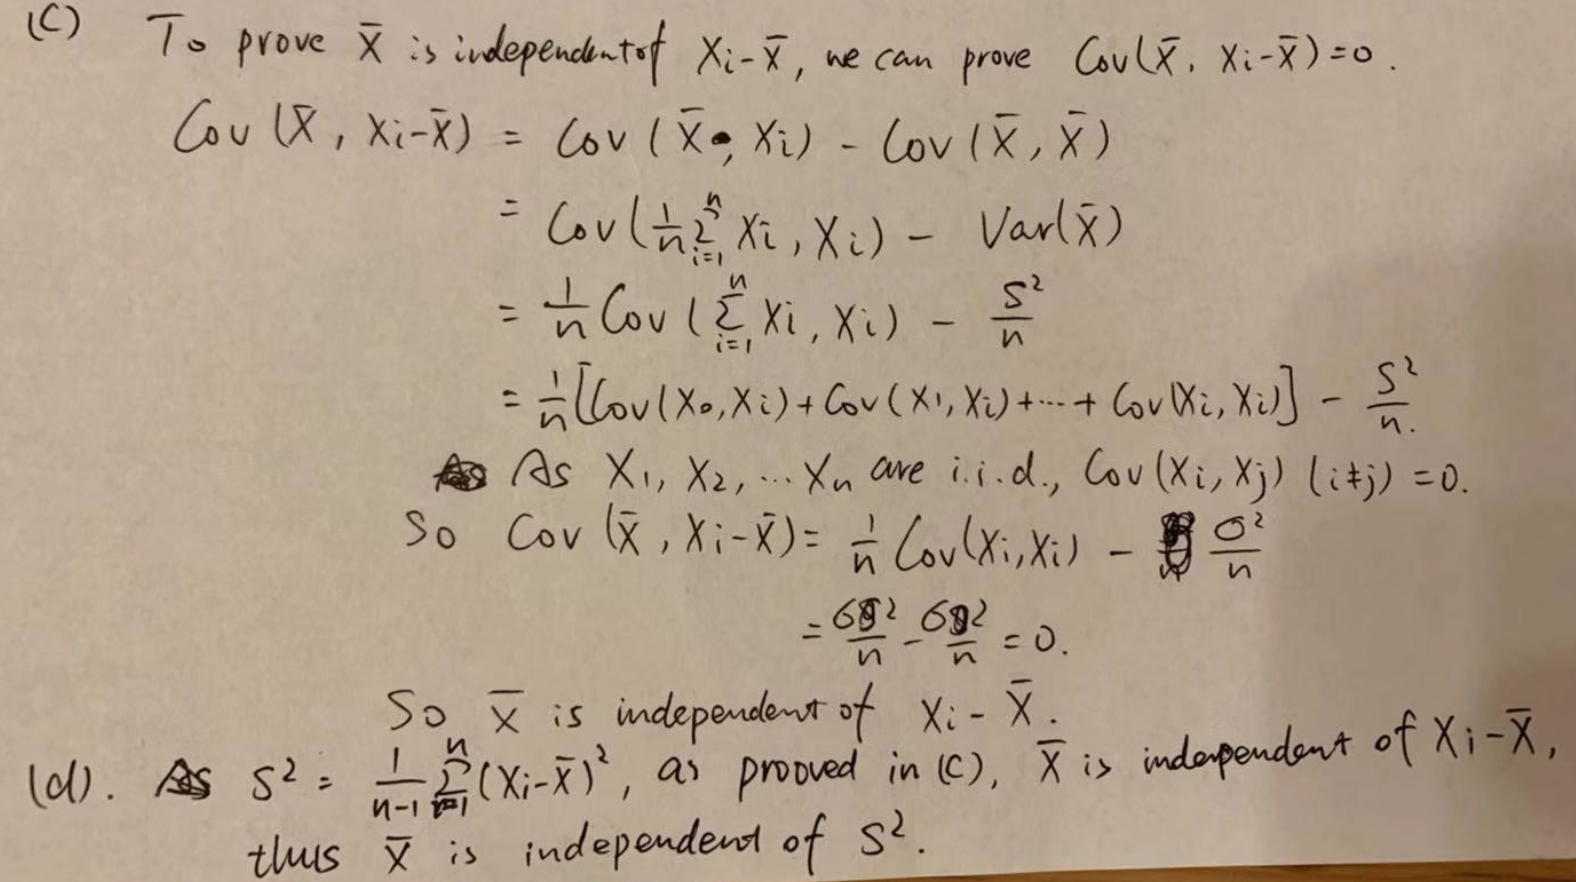 (C) To prove X̄ is independent of Xi-X̄, we can prove Cov(X̄, Xi-X̄)=0.
Cov(X̄, Xi-X̄) = Cov(X̄, Xi) - Cov(X̄, X̄)
= Cov(1/n Σ_{i=1}^{n} Xi, Xi) - Var(X̄)
= 1/n Cov(Σ_{i=1}^{n} Xi, Xi) - S²/n
= 1/n [Cov(X₀, Xi) + Cov(X₁, Xi) + ··· + Cov(Xi, Xi)] - S²/n.
As X₁, X₂, ... Xn are i.i.d., Cov(Xi, Xj) (i≠j) = 0.
So Cov(X̄, Xi-X̄) = 1/n Cov(Xi, Xi) - σ²/n
= σ²/n - σ²/n = 0.
So X̄ is independent of Xi - X̄.
(d). As S² = 1/(n-1) Σ_{i=1}^{n} (Xi-X̄)², as prooved in (C), X̄ is independent of Xi-X̄,
thus X̄ is independent of S².